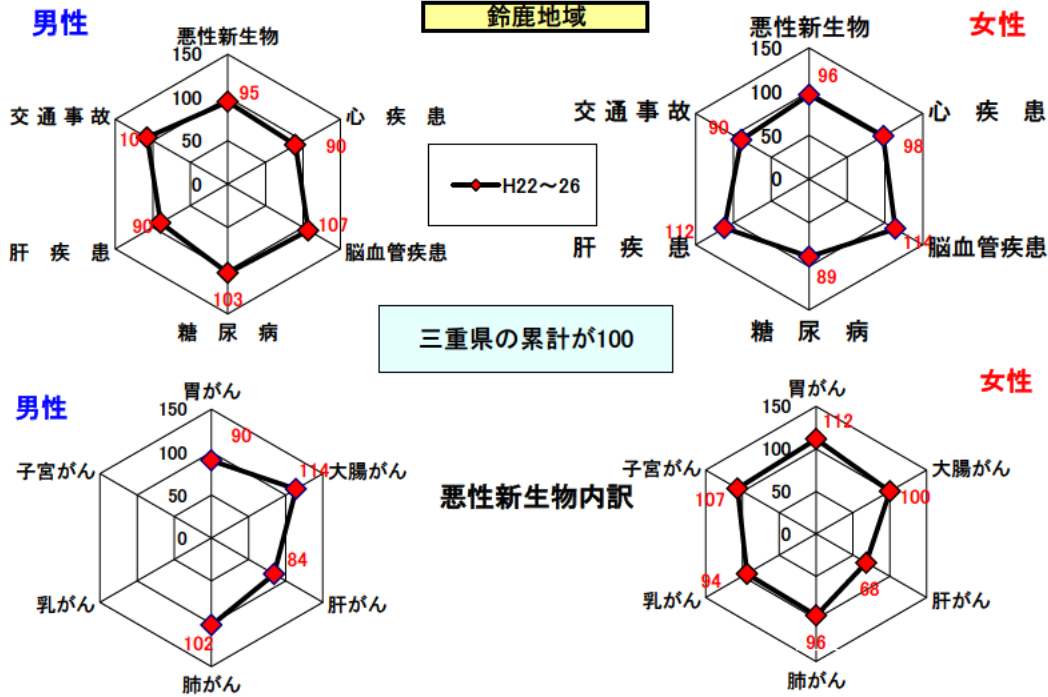 鈴鹿地域
男性
悪性新生物
150
100
50
0
95
心 疾 患
90
107
脳血管疾患
103
糖 尿 病
90
肝 疾 患
交 通 事 故
H22～26
女性
悪性新生物
150
100
50
0
96
心 疾 患
98
114
脳血管疾患
89
糖 尿 病
112
肝 疾 患
90
交 通 事 故
三重県の累計が100
悪性新生物内訳
男性
胃がん
150
100
50
0
90
114
大腸がん
84
肝がん
102
肺がん
乳がん
子宮がん
女性
胃がん
150
100
50
0
112
大腸がん
100
68
肝がん
96
肺がん
94
乳がん
107
子宮がん